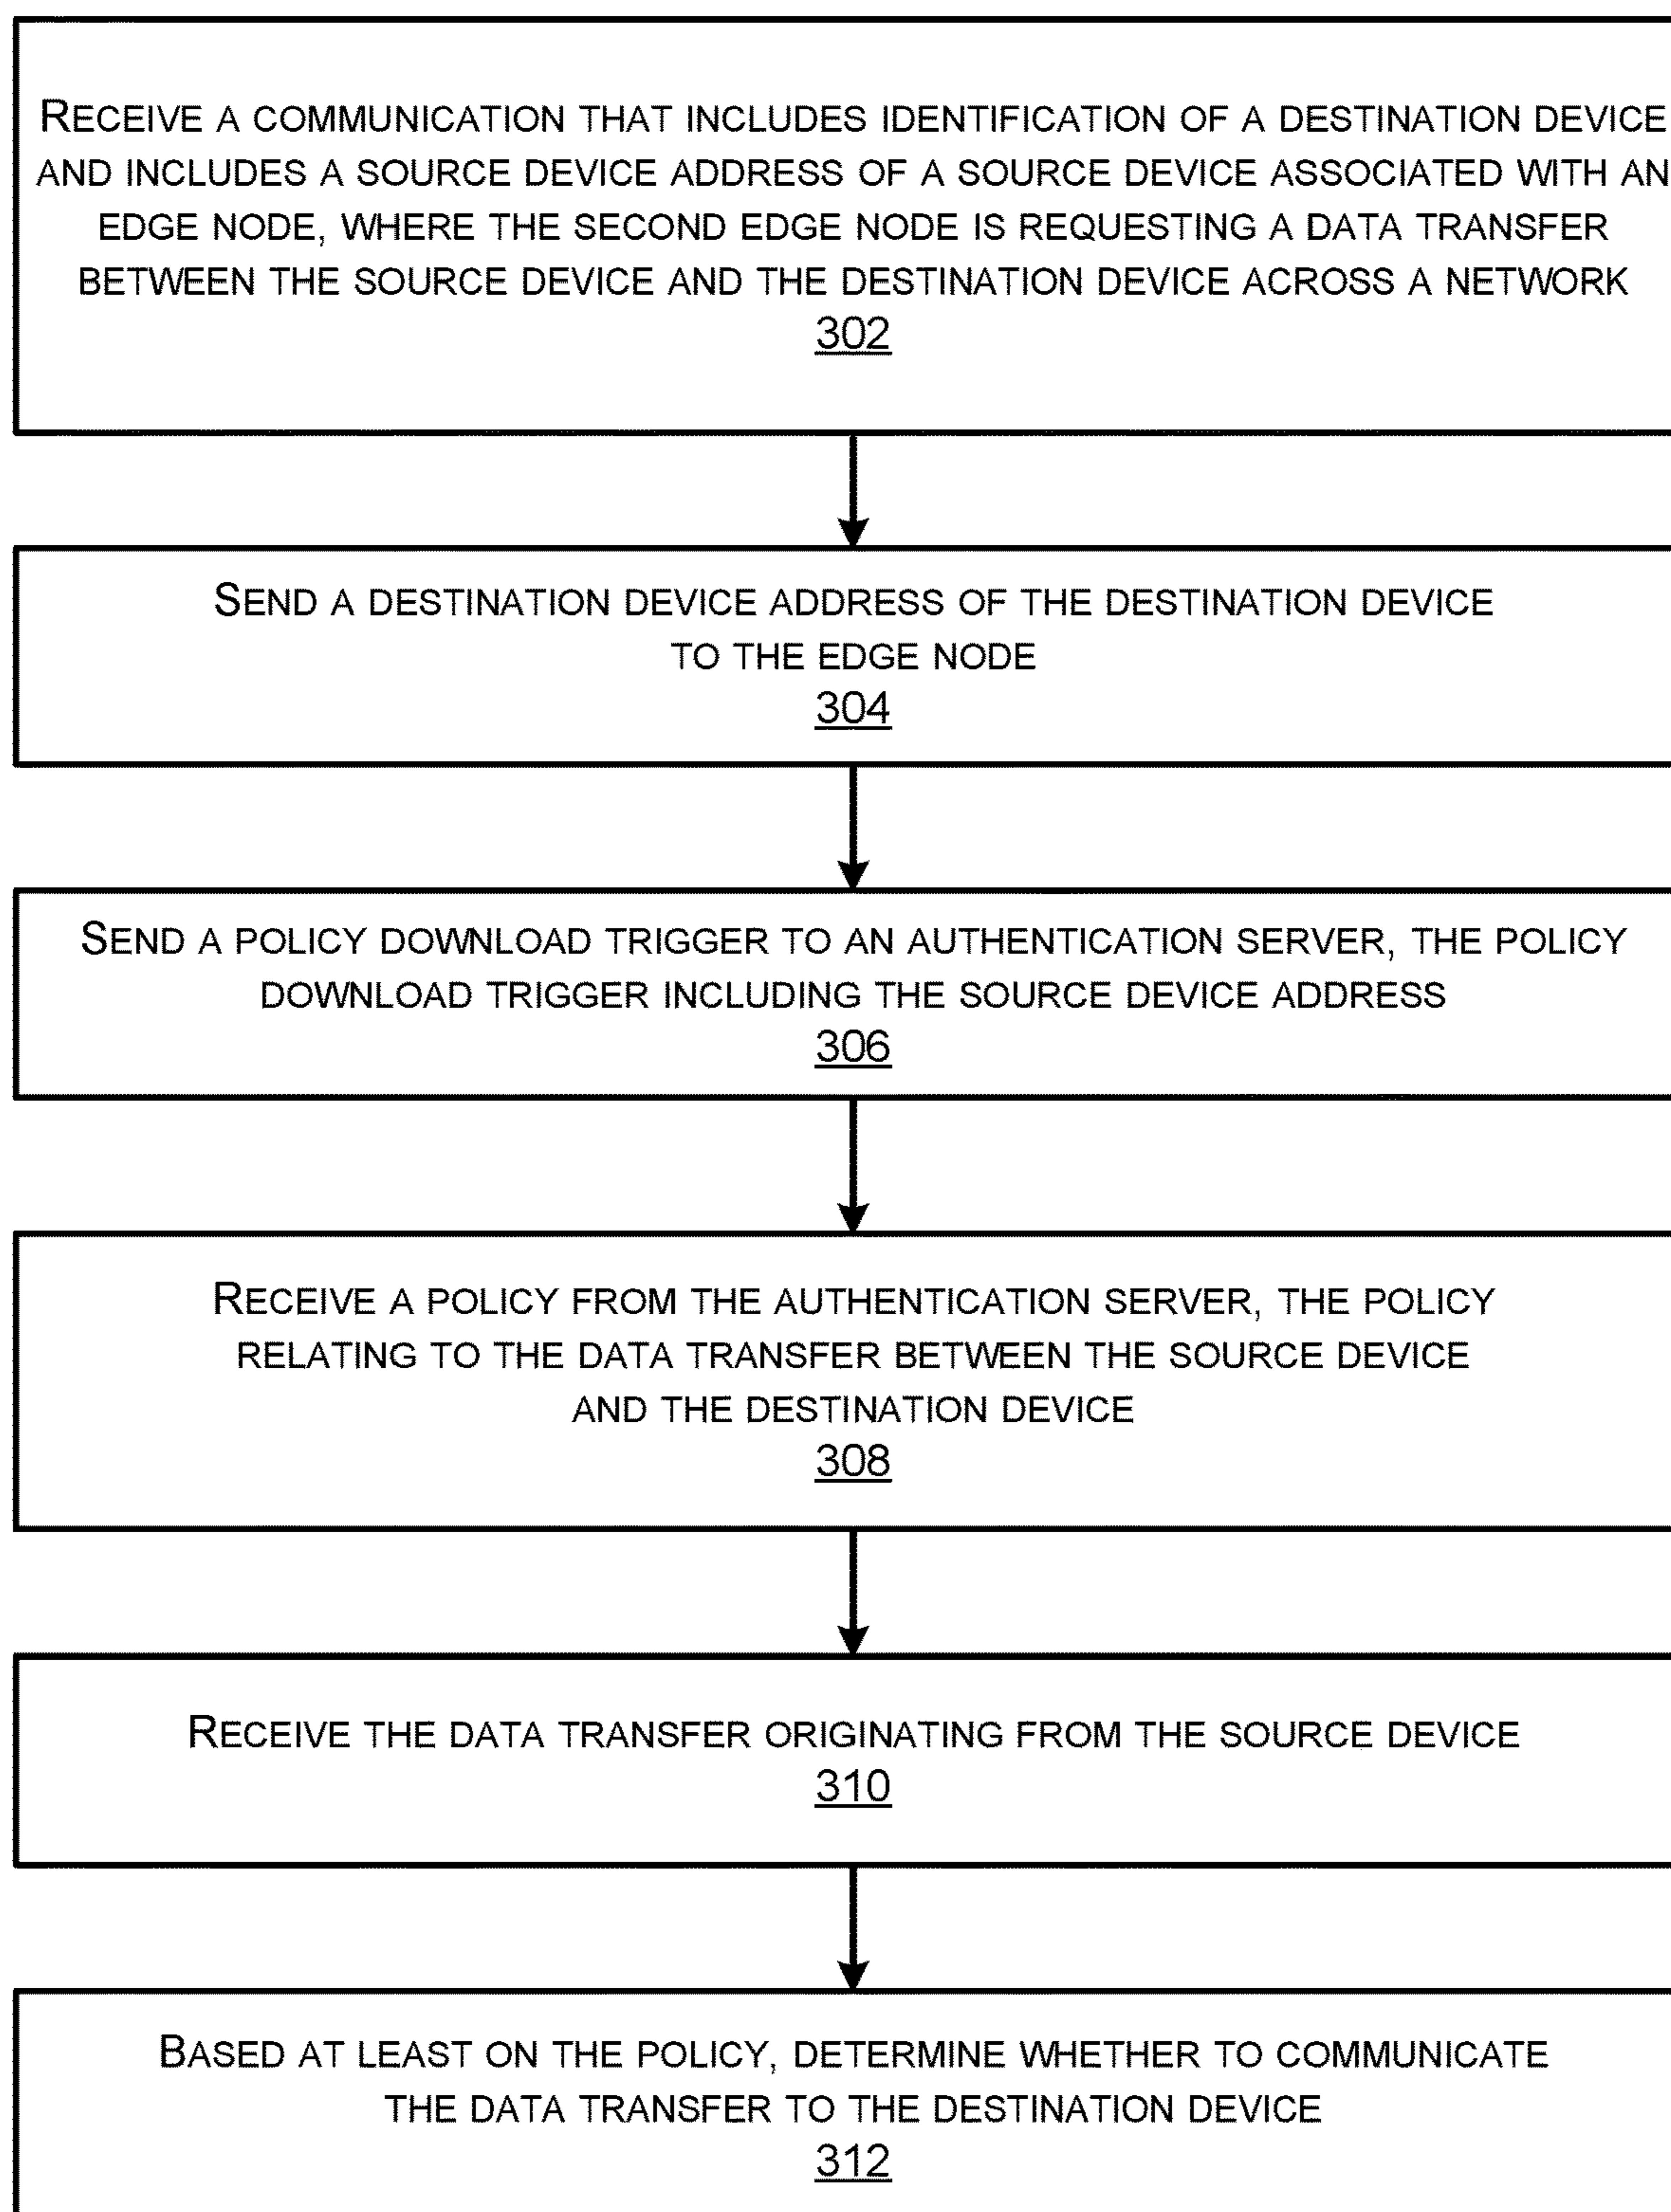 RECEIVE A COMMUNICATION THAT INCLUDES IDENTIFICATION OF A DESTINATION DEVICE
AND INCLUDES A SOURCE DEVICE ADDRESS OF A SOURCE DEVICE ASSOCIATED WITH AN
EDGE NODE, WHERE THE SECOND EDGE NODE IS REQUESTING A DATA TRANSFER
BETWEEN THE SOURCE DEVICE AND THE DESTINATION DEVICE ACROSS A NETWORK
302
SEND A DESTINATION DEVICE ADDRESS OF THE DESTINATION DEVICE
TO THE EDGE NODE
304
SEND A POLICY DOWNLOAD TRIGGER TO AN AUTHENTICATION SERVER, THE POLICY
DOWNLOAD TRIGGER INCLUDING THE SOURCE DEVICE ADDRESS
306
RECEIVE A POLICY FROM THE AUTHENTICATION SERVER, THE POLICY
RELATING TO THE DATA TRANSFER BETWEEN THE SOURCE DEVICE
AND THE DESTINATION DEVICE
308
RECEIVE THE DATA TRANSFER ORIGINATING FROM THE SOURCE DEVICE
310
BASED AT LEAST ON THE POLICY, DETERMINE WHETHER TO COMMUNICATE
THE DATA TRANSFER TO THE DESTINATION DEVICE
312